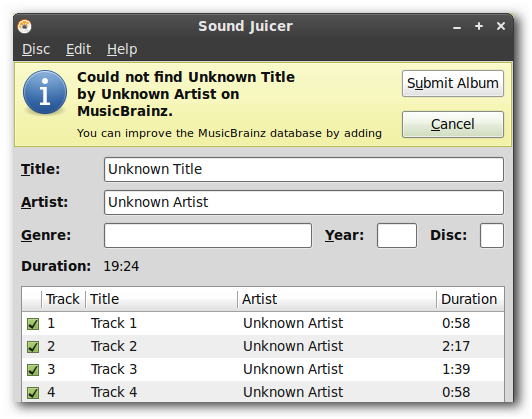 Sound Juicer
Disc Edit Help
Could not find Unknown Title
by Unknown Artist on
MusicBrainz.
You can improve the MusicBrainz database by adding
Submit Album
Cancel
Title: Unknown Title
Artist: Unknown Artist
Genre: Year: Disc:
Duration: 19:24
Track Title Artist Duration
1 Track 1 Unknown Artist 0:58
2 Track 2 Unknown Artist 2:17
3 Track 3 Unknown Artist 1:39
4 Track 4 Unknown Artist 0:58